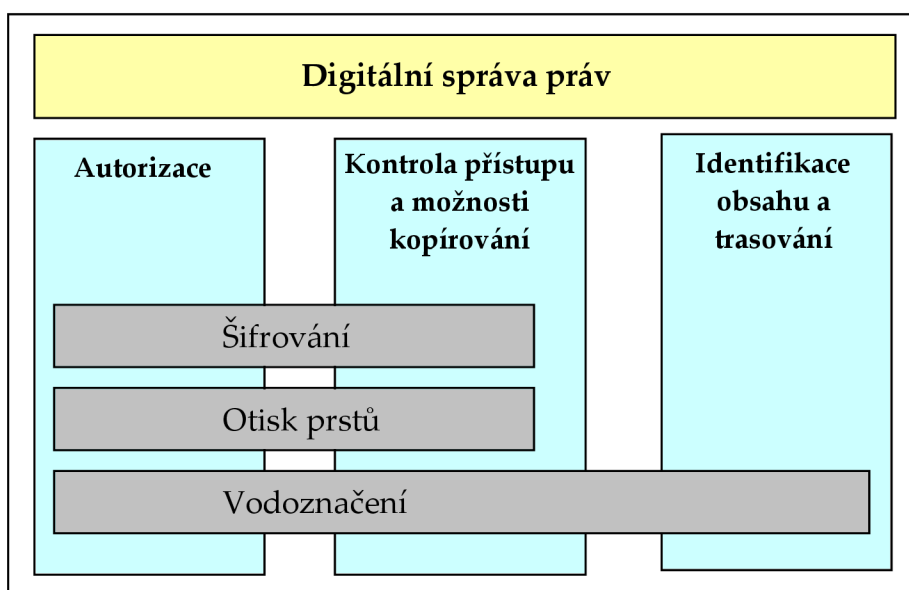 Digitální správa práv
Autorizace
Kontrola přístupu
a možnosti
kopírování
Identifikace
obsahu a
trasování
Šifrování
Otisk prstů
Vodoznačení